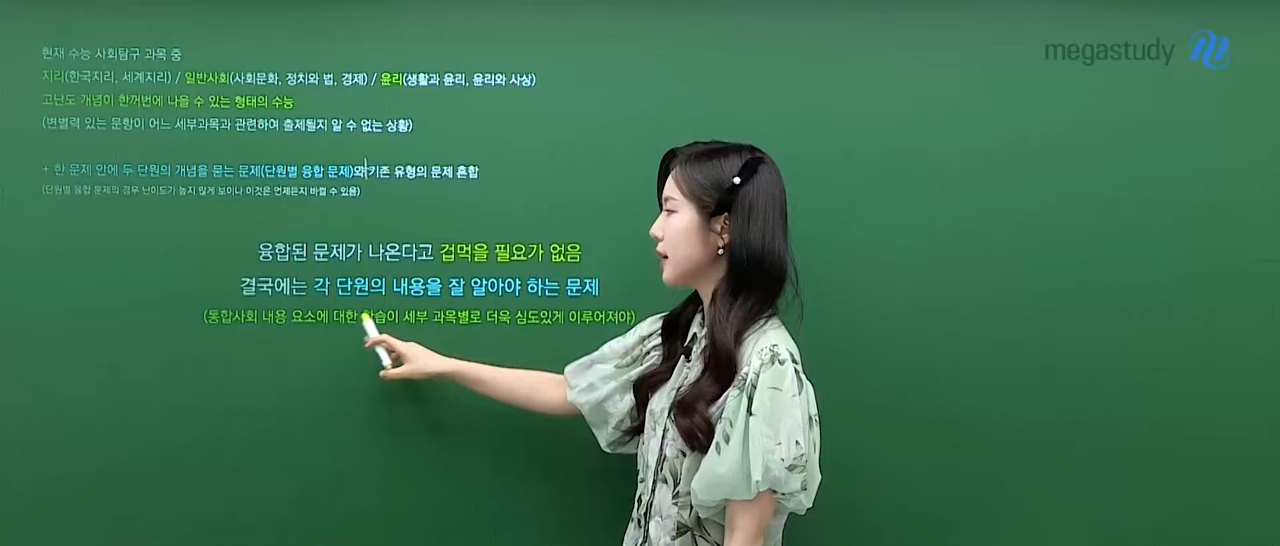 megastudy
현재 수능 사회탐구 과목 중
지리(한국지리, 세계지리) / 일반사회(사회문화, 정치와 법, 경제) / 윤리(생활과 윤리, 윤리와 사상)
고난도 개념이 한꺼번에 나올 수 있는 형태의 수능
(변별력 있는 문항이 어느 세부과목과 관련하여 출제될지 알 수 없는 상황)
+ 한 문제 안에 두 단원의 개념을 묻는 문제(단원별 융합 문제)와 기존 유형의 문제 혼합
(단원별 융합 문제의 경우 난이도가 높지 않게 보이나 이것은 언제든지 바뀔 수 있음)
융합된 문제가 나온다고 겁먹을 필요가 없음
결국에는 각 단원의 내용을 잘 알아야 하는 문제
(통합사회 내용 요소에 대한 학습이 세부 과목별로 더욱 심도있게 이루어져야)